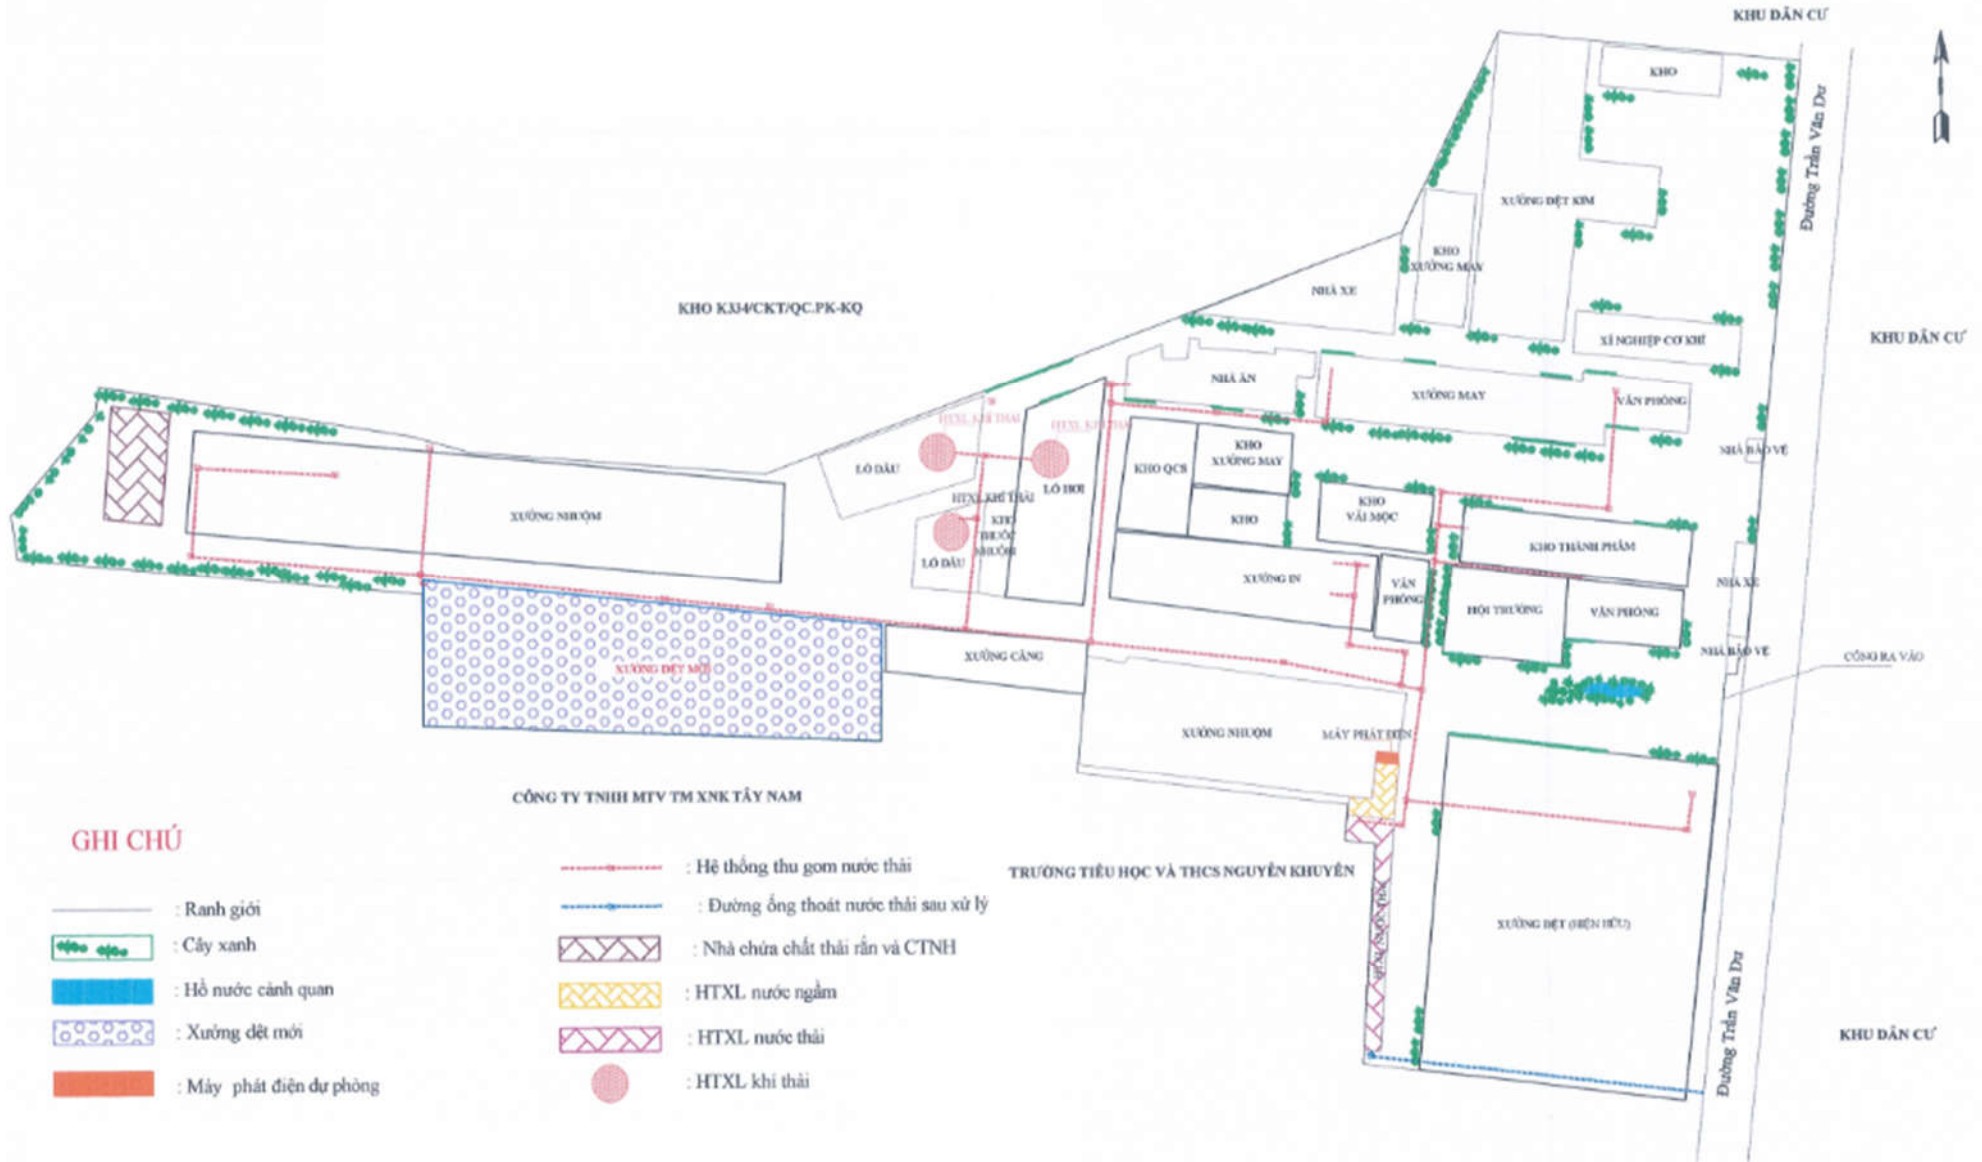 KHU DÂN CƯ
KHO
Đường Trần Văn Dư
XƯỞNG DỆT KIM
KHO
XƯỞNG MAY
NHÀ XE
KHO K334/CKT/QC.PK-KQ
XÍ NGHIỆP CƠ KHÍ
KHU DÂN CƯ
NHÀ ĂN
XƯỞNG MAY
VĂN PHÒNG
HTXL KHÍ THẢI
HTXL KHÍ THẢI
NHÀ BẢO VỆ
LÒ DẦU
KHO QCS
KHO
XƯỞNG MAY
LÒ HƠI
HTXL KHÍ THẢI
KHO
VẢI MỘC
XƯỞNG NHUỘM
KHO
THUỐC
NHUỘM
KHO
KHO THÀNH PHẨM
LÒ DẦU
XƯỞNG IN
VĂN
PHÒNG
NHÀ XE
HỘI TRƯỜNG
VĂN PHÒNG
XƯỞNG DỆT MỚI
XƯỞNG CĂNG
NHÀ BẢO VỆ
CỔNG RA VÀO
XƯỞNG NHUỘM
MÁY PHÁT ĐIỆN
CÔNG TY TNHH MTV TM XNK TÂY NAM
TRƯỜNG TIỂU HỌC VÀ THCS NGUYỄN KHUYẾN
XƯỞNG DỆT (HIỆN HỮU)
Đường Trần Văn Dư
KHU DÂN CƯ
GHI CHÚ
: Ranh giới
: Cây xanh
: Hồ nước cảnh quan
: Xưởng dệt mới
: Máy phát điện dự phòng
: Hệ thống thu gom nước thải
: Đường ống thoát nước thải sau xử lý
: Nhà chứa chất thải rắn và CTNH
: HTXL nước ngầm
: HTXL nước thải
: HTXL khí thải